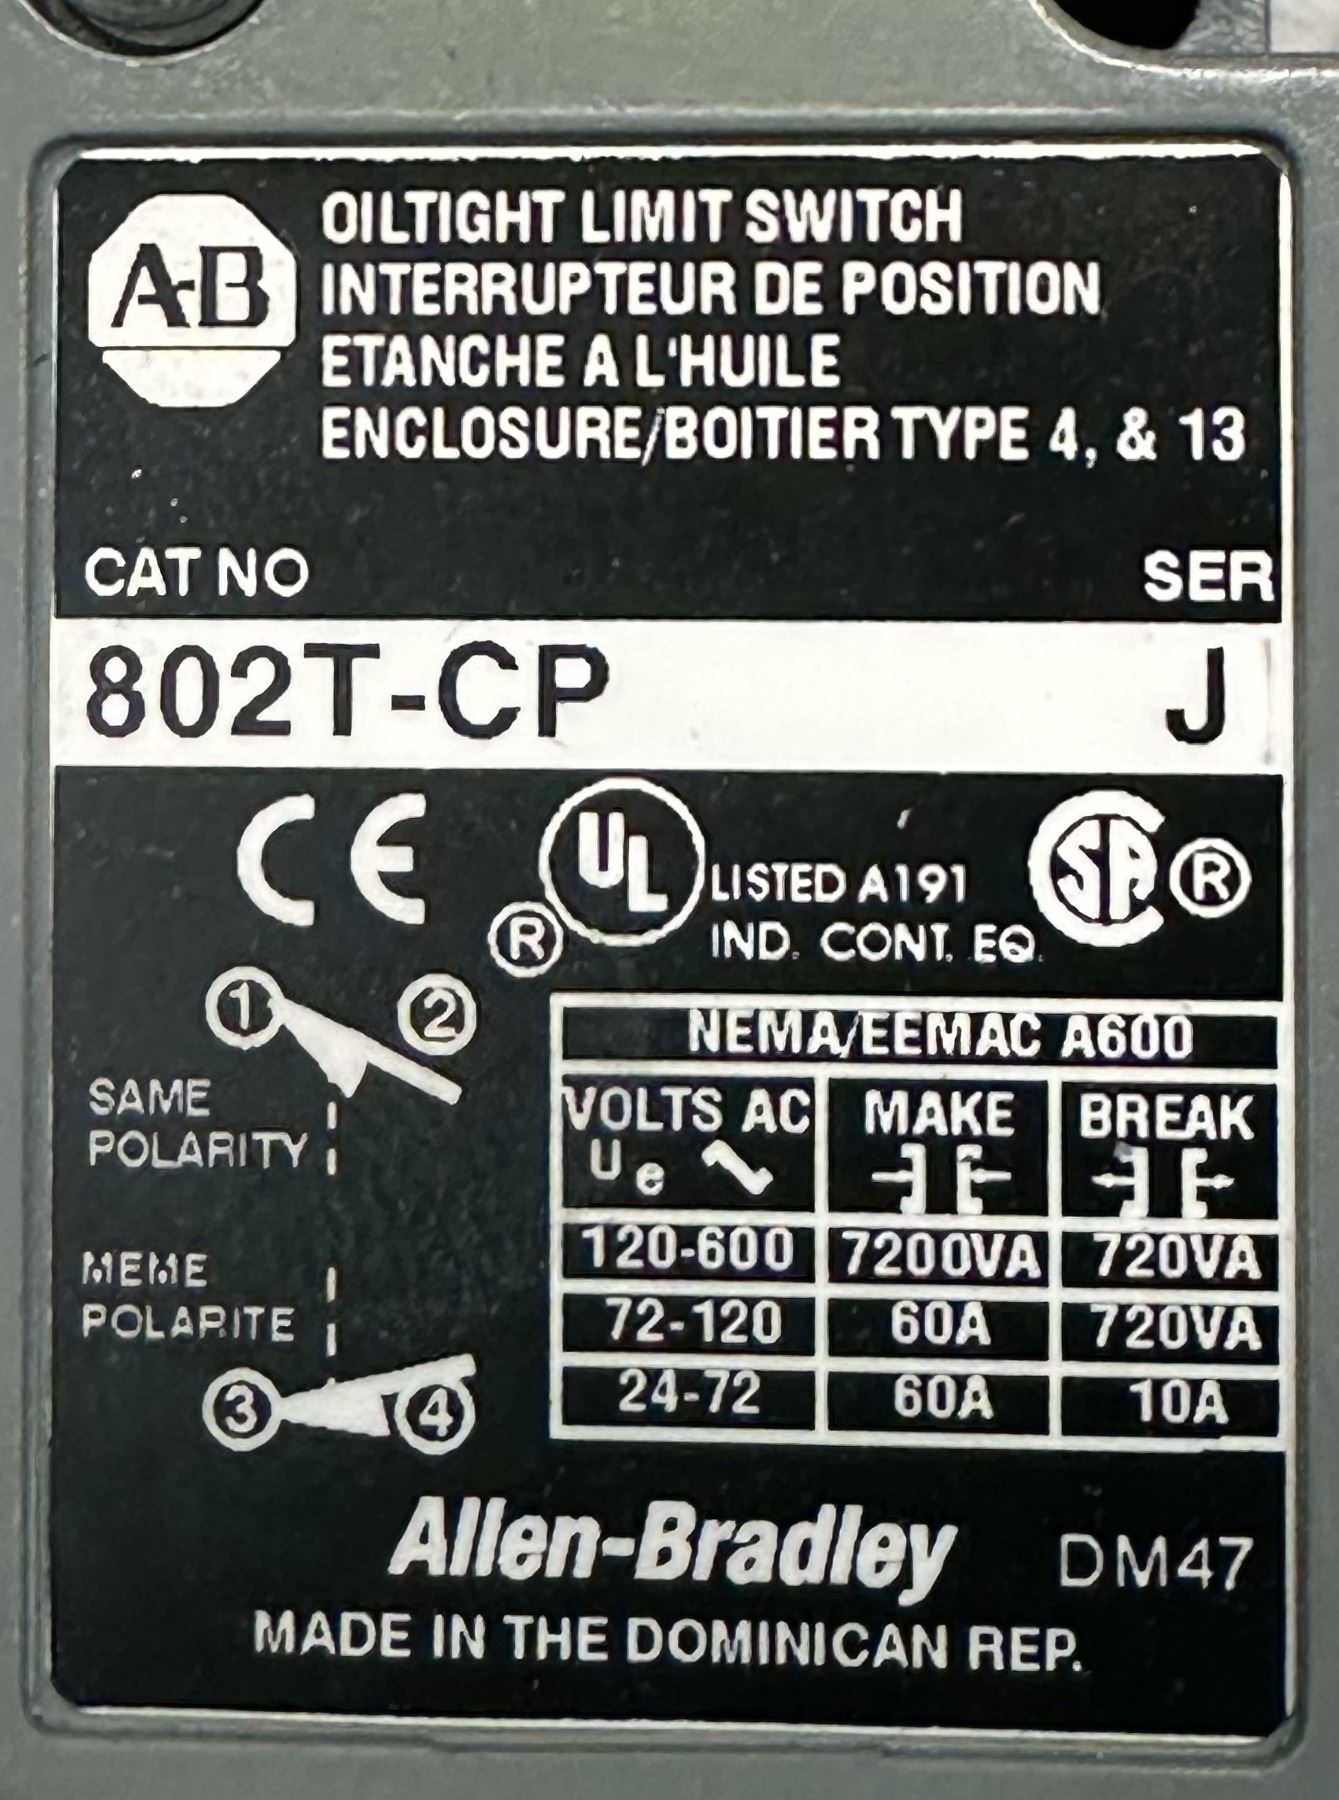 A-B
OILTIGHT LIMIT SWITCH
INTERRUPTEUR DE POSITION
ETANCHE A L'HUILE
ENCLOSURE/BOITIER TYPE 4, & 13
CAT NO SER
802T-CP J
CE
UL ®
LISTED A191
IND. CONT. EQ.
SA ®
1 2
SAME
POLARITY
MEME
POLARITE
3 4
NEMA/EEMAC A600
VOLTS AC MAKE BREAK
Ue
120-600 7200VA 720VA
72-120 60A 720VA
24-72 60A 10A
Allen-Bradley DM47
MADE IN THE DOMINICAN REP.